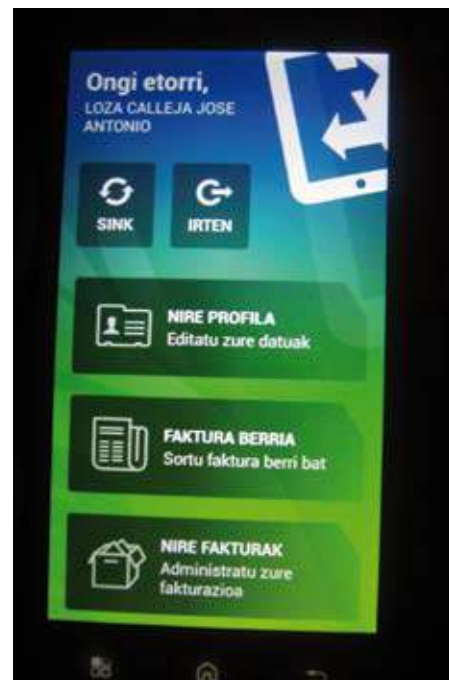 Ongi etorri,
LOZA CALLEJA JOSE
ANTONIO
SINK
IRTEN
NIRE PROFILA
Editatu zure datuak
FAKTURA BERRIA
Sortu faktura berri bat
NIRE FAKTURAK
Administratu zure
fakturazioa